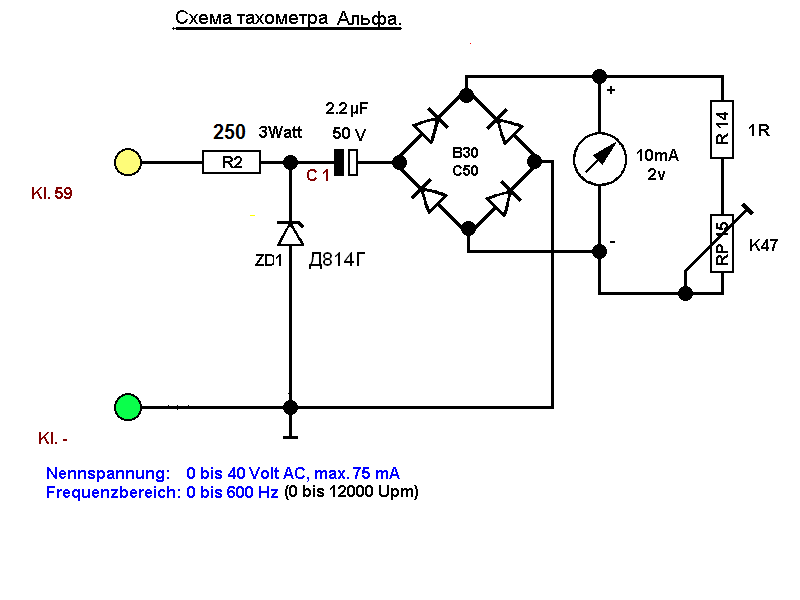 Схема тахометра Альфа.
2.2 µF
50 V
250 3Watt
R2
C 1
Kl. 59
B30
C50
+
10mA
2v
-
R 14
1R
RP 15
K47
ZD1 Д814Г
Kl. -
Nennspannung: 0 bis 40 Volt AC, max. 75 mA
Frequenzbereich: 0 bis 600 Hz (0 bis 12000 Upm)